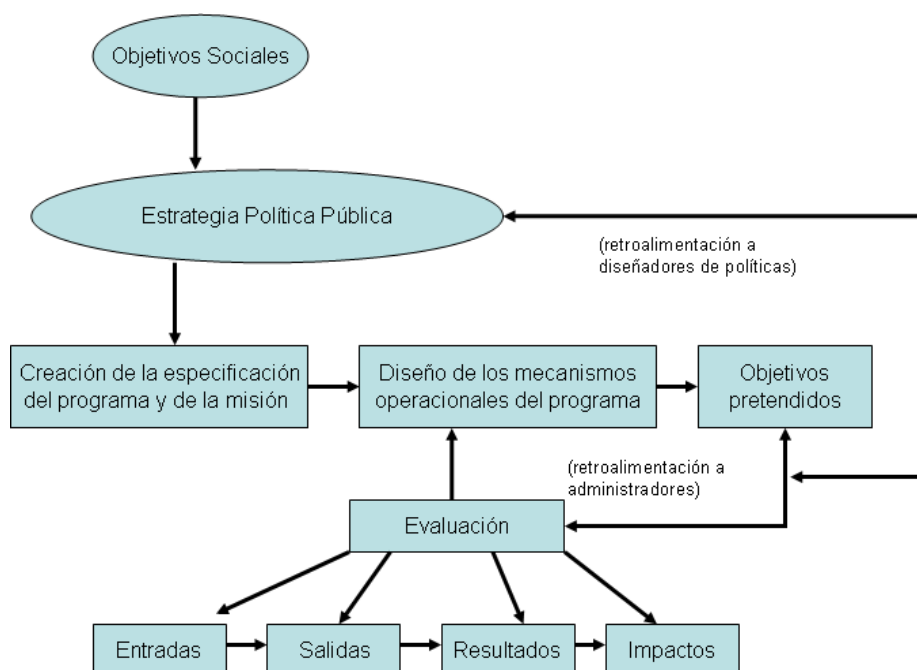 Objetivos Sociales
Estrategia Política Pública
(retroalimentación a
diseñadores de políticas)
Creación de la especificación
del programa y de la misión
Diseño de los mecanismos
operacionales del programa
Objetivos
pretendidos
(retroalimentación a
administradores)
Evaluación
Entradas
Salidas
Resultados
Impactos